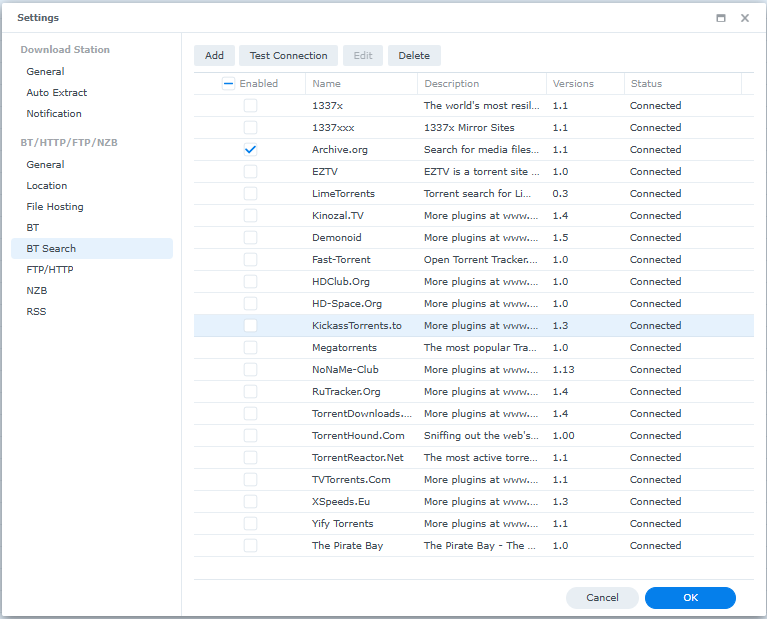 Settings
Download Station
General
Auto Extract
Notification
BT/HTTP/FTP/NZB
General
Location
File Hosting
BT
BT Search
FTP/HTTP
NZB
RSS
Add Test Connection Edit Delete
Enabled Name Description Versions Status
1337x The world's most resil... 1.1 Connected
1337xxx 1337x Mirror Sites 1.1 Connected
Archive.org Search for media files... 1.1 Connected
EZTV EZTV is a torrent site ... 1.0 Connected
LimeTorrents Torrent search for Li... 0.3 Connected
Kinozal.TV More plugins at www.... 1.4 Connected
Demonoid More plugins at www.... 1.5 Connected
Fast-Torrent Open Torrent Tracker.... 1.0 Connected
HDClub.Org More plugins at www.... 1.0 Connected
HD-Space.Org More plugins at www.... 1.0 Connected
KickassTorrents.to More plugins at www.... 1.3 Connected
Megatorrents The most popular Tra... 1.0 Connected
NoNaMe-Club More plugins at www.... 1.13 Connected
RuTracker.Org More plugins at www.... 1.4 Connected
TorrentDownloads.... More plugins at www.... 1.4 Connected
TorrentHound.Com Sniffing out the web's... 1.00 Connected
TorrentReactor.Net The most active torre... 1.1 Connected
TVTorrents.Com More plugins at www.... 1.1 Connected
XSpeeds.Eu More plugins at www.... 1.3 Connected
Yify Torrents More plugins at www.... 1.1 Connected
The Pirate Bay The Pirate Bay - The ... 1.0 Connected
Cancel OK